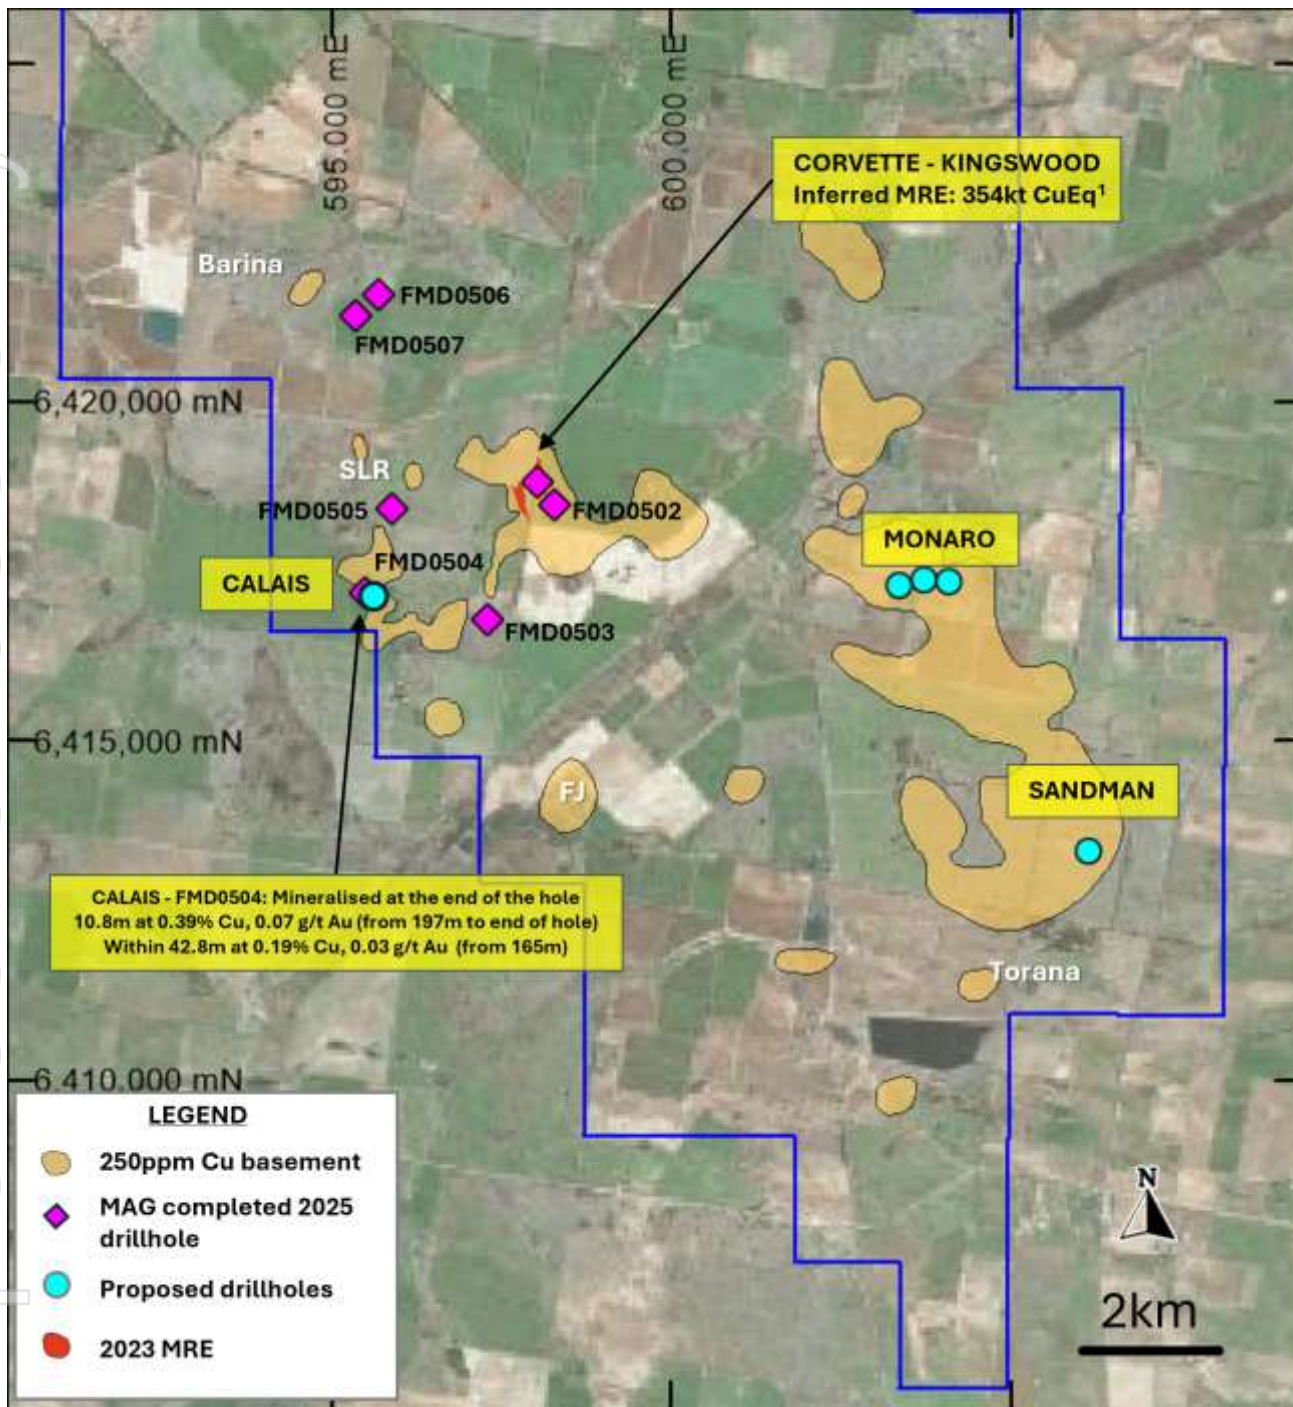 595,000 mE
600,000 mE
CORVETTE - KINGSWOOD
Inferred MRE: 354kt CuEq¹
Barina
FMD0506
FMD0507
6,420,000 mN
SLR
FMD0505
FMD0502
FMD0504
CALAIS
FMD0503
MONARO
6,415,000 mN
FJ
SANDMAN
CALAIS - FMD0504: Mineralised at the end of the hole
10.8m at 0.39% Cu, 0.07 g/t Au (from 197m to end of hole)
Within 42.8m at 0.19% Cu, 0.03 g/t Au (from 165m)
Torana
6,410,000 mN
LEGEND
250ppm Cu basement
MAG completed 2025
drillhole
Proposed drillholes
2023 MRE
N
2km